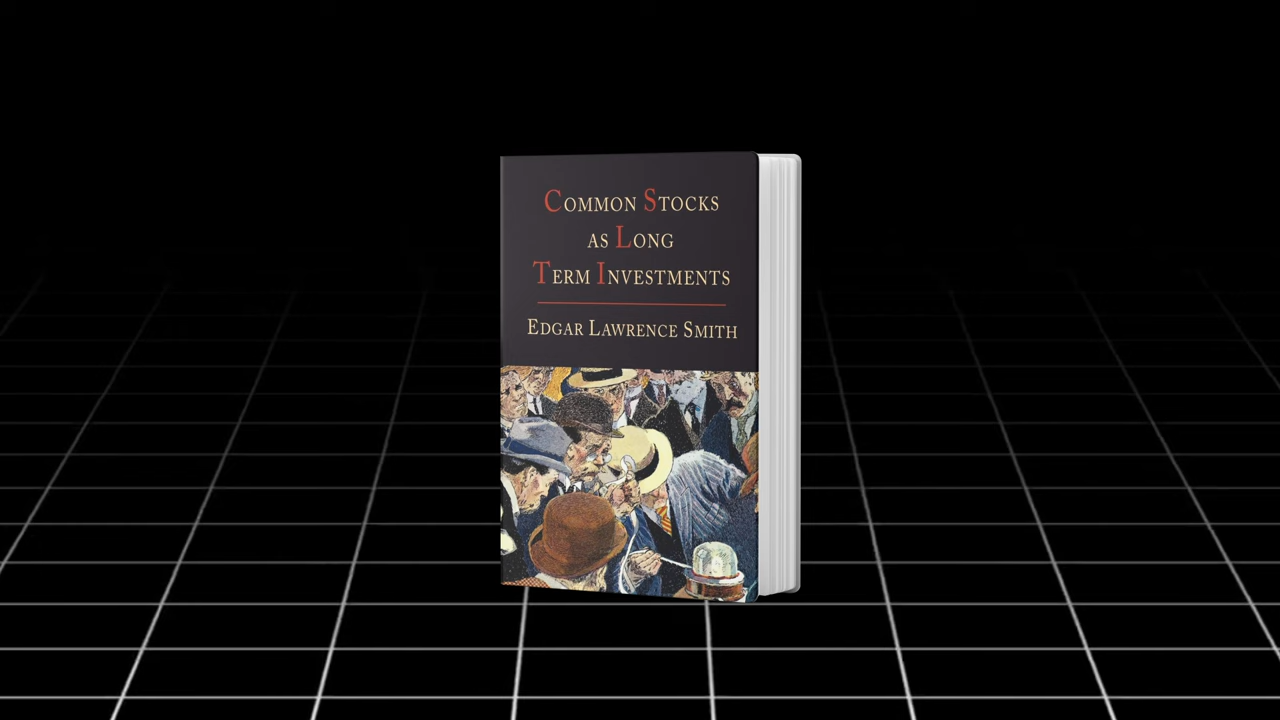 COMMON STOCKS
AS LONG
TERM INVESTMENTS
EDGAR LAWRENCE SMITH